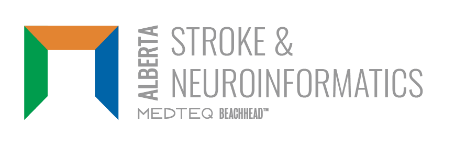 ALBERTA
STROKE &
NEUROINFORMATICS
MEDTEQ BEACHHEAD™